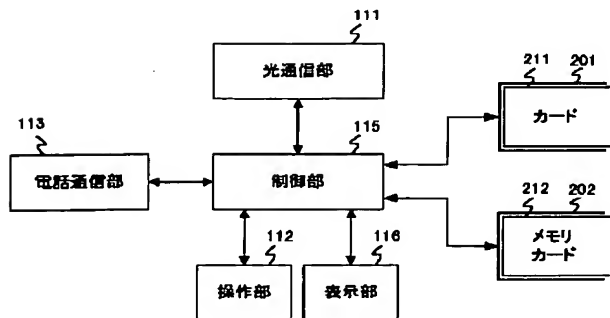 111
光通信部
211 201
カード
113
電話通信部
115
制御部
212 202
メモリ
カード
112
操作部
116
表示部